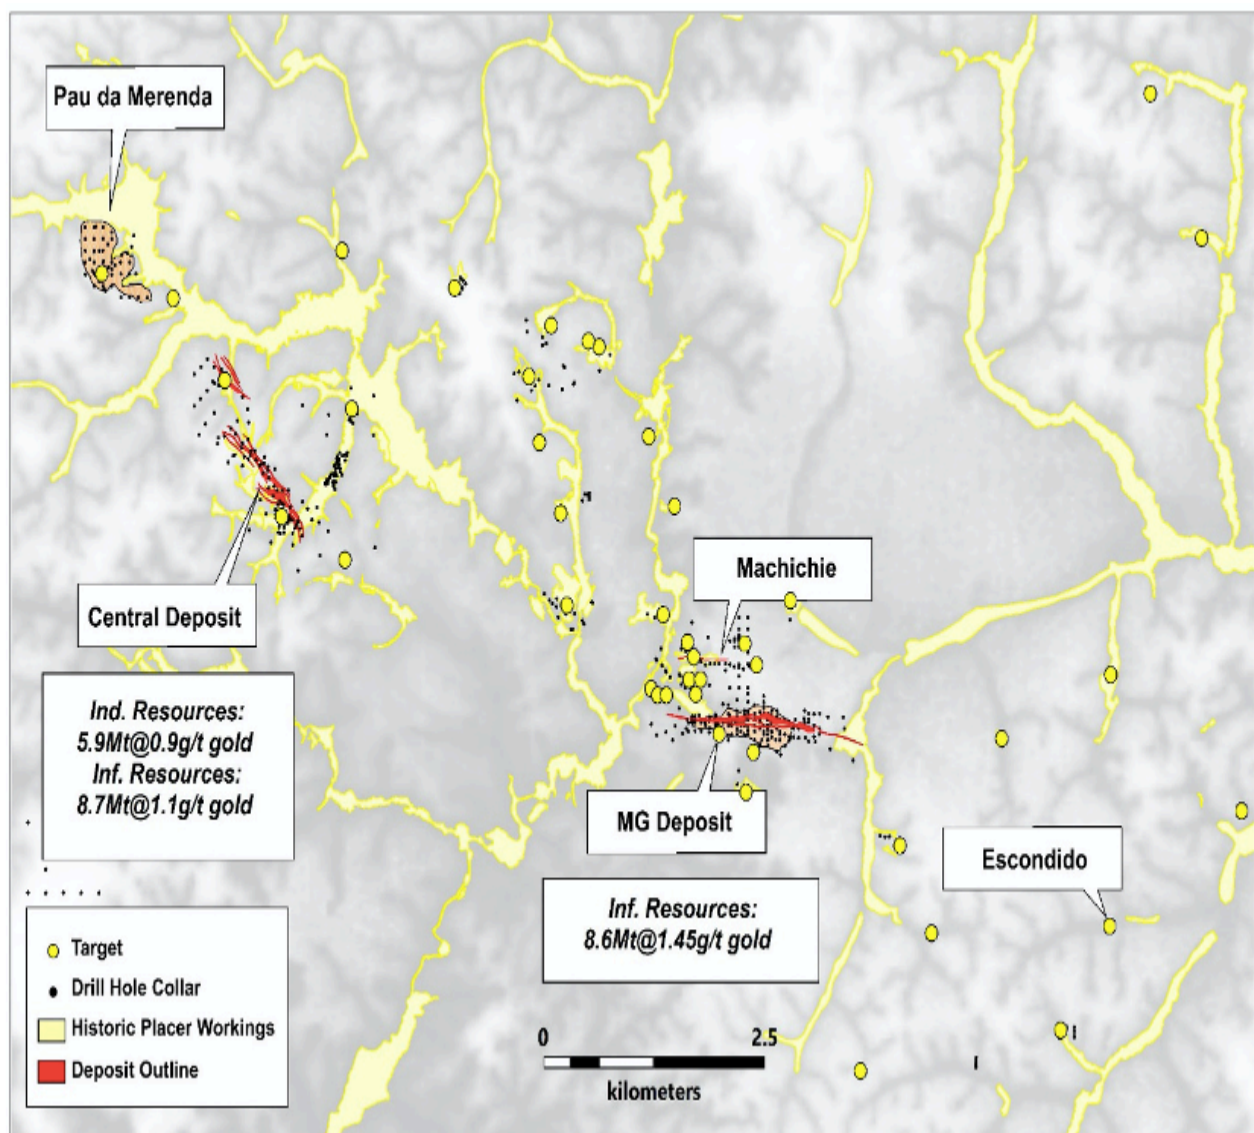 Pau da Merenda
Machichie
Central Deposit
Ind. Resources:
5.9Mt@0.9g/t gold
Inf. Resources:
8.7Mt@1.1g/t gold
MG Deposit
Escondido
Inf. Resources:
8.6Mt@1.45g/t gold
Target
Drill Hole Collar
Historic Placer Workings
Deposit Outline
0 2.5
kilometers